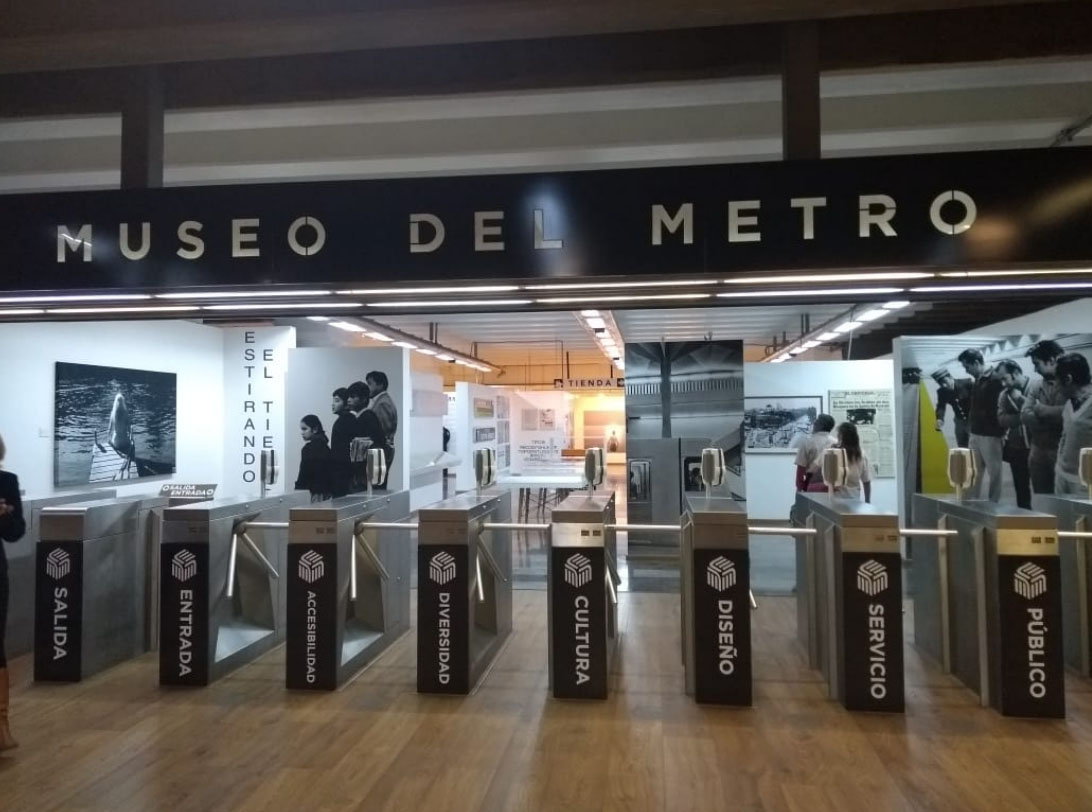 MUSEO DEL METRO
ESTIRANDO
EL TIE
TIENDA
SALIDA
ENTRADA
SALIDA
ENTRADA
ACCESIBILIDAD
DIVERSIDAD
CULTURA
DISEÑO
SERVICIO
PÚBLICO